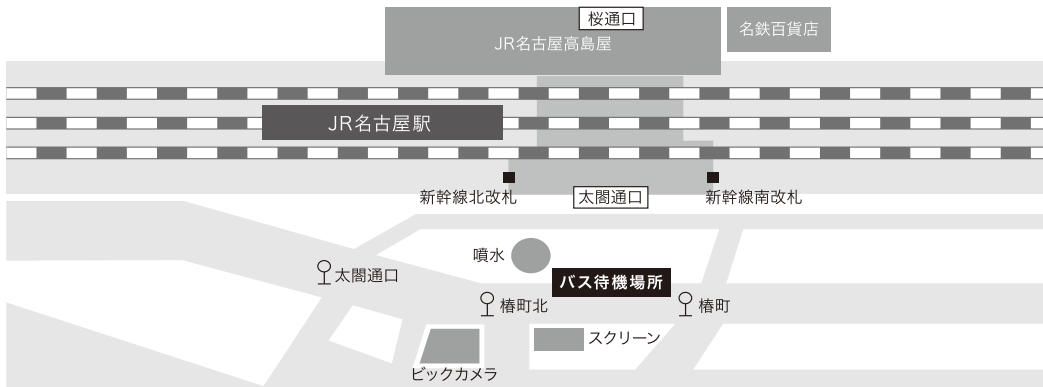 桜通口
名鉄百貨店
JR名古屋高島屋
JR名古屋駅
新幹線北改札
太閤通口
新幹線南改札
噴水
太閤通口
バス待機場所
椿町北
椿町
スクリーン
ビックカメラ